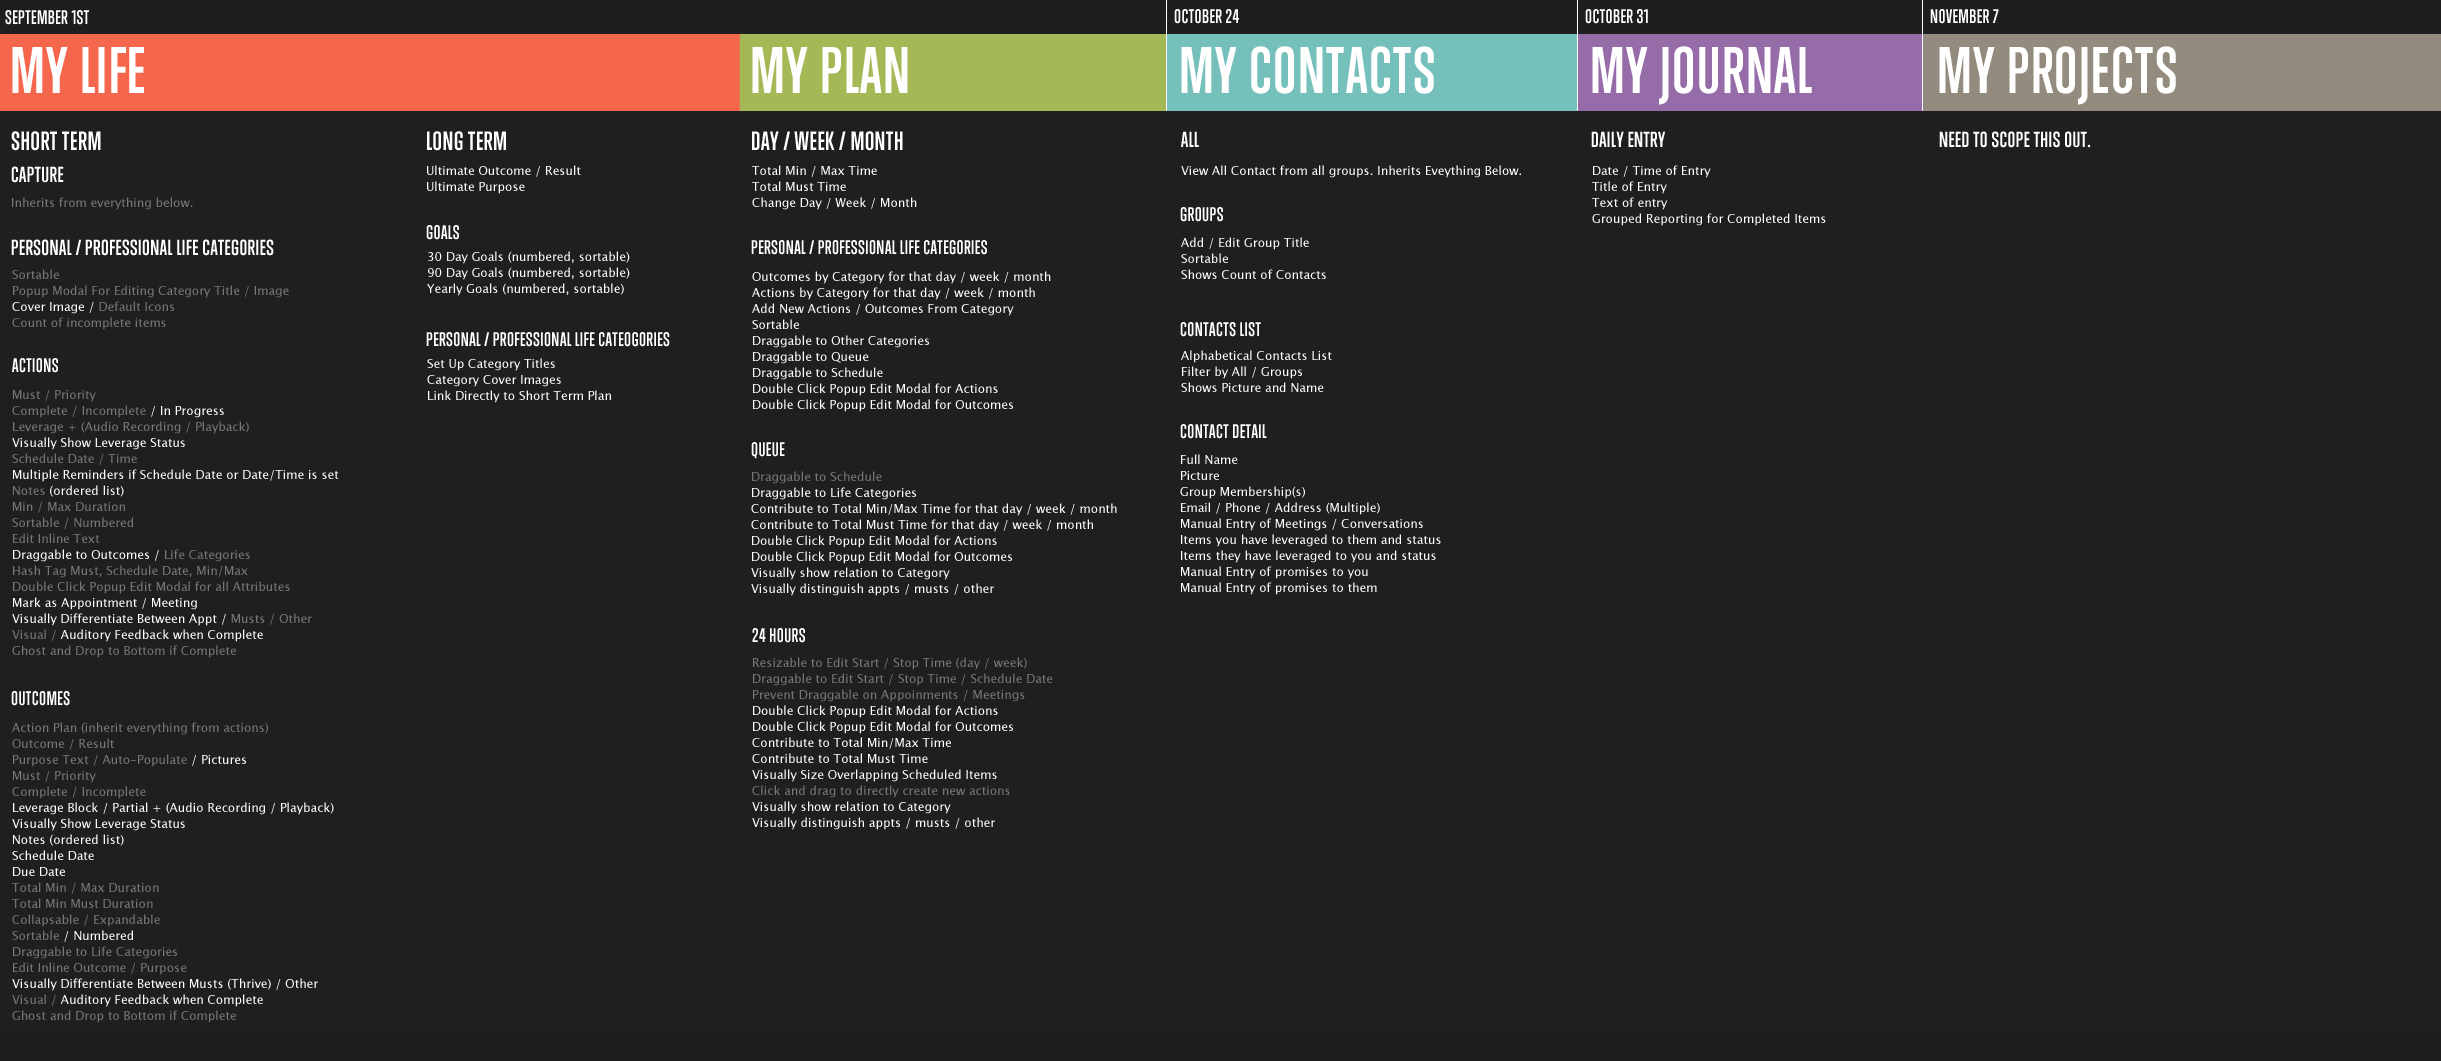 SEPTEMBER 1ST
OCTOBER 24
OCTOBER 31
NOVEMBER 7
MY LIFE
MY PLAN
MY CONTACTS
MY JOURNAL
MY PROJECTS
SHORT TERM
CAPTURE
Inherits from everything below.
PERSONAL / PROFESSIONAL LIFE CATEGORIES
Sortable
Popup Modal For Editing Category Title / Image
Cover Image / Default Icons
Count of incomplete items
ACTIONS
Must / Priority
Complete / Incomplete / In Progress
Leverage + (Audio Recording / Playback)
Visually Show Leverage Status
Schedule Date / Time
Multiple Reminders if Schedule Date or Date/Time is set
Notes (ordered list)
Min / Max Duration
Sortable / Numbered
Edit Inline Text
Draggable to Outcomes / Life Categories
Hash Tag Must, Schedule Date, Min/Max
Double Click Popup Edit Modal for all Attributes
Mark as Appointment / Meeting
Visually Differentiate Between Appt / Musts / Other
Visual / Auditory Feedback when Complete
Ghost and Drop to Bottom if Complete
OUTCOMES
Action Plan (inherit everything from actions)
Outcome / Result
Purpose Text / Auto-Populate / Pictures
Must / Priority
Complete / Incomplete
Leverage Block / Partial + (Audio Recording / Playback)
Visually Show Leverage Status
Notes (ordered list)
Schedule Date
Due Date
Total Min / Max Duration
Total Min Must Duration
Collapsable / Expandable
Sortable / Numbered
Draggable to Life Categories
Edit Inline Outcome / Purpose
Visually Differentiate Between Musts (Thrive) / Other
Visual / Auditory Feedback when Complete
Ghost and Drop to Bottom if Complete
LONG TERM
Ultimate Outcome / Result
Ultimate Purpose
GOALS
30 Day Goals (numbered, sortable)
90 Day Goals (numbered, sortable)
Yearly Goals (numbered, sortable)
PERSONAL / PROFESSIONAL LIFE CATEOGORIES
Set Up Category Titles
Category Cover Images
Link Directly to Short Term Plan
DAY / WEEK / MONTH
Total Min / Max Time
Total Must Time
Change Day / Week / Month
PERSONAL / PROFESSIONAL LIFE CATEGORIES
Outcomes by Category for that day / week / month
Actions by Category for that day / week / month
Add New Actions / Outcomes From Category
Sortable
Draggable to Other Categories
Draggable to Queue
Draggable to Schedule
Double Click Popup Edit Modal for Actions
Double Click Popup Edit Modal for Outcomes
QUEUE
Draggable to Schedule
Draggable to Life Categories
Contribute to Total Min/Max Time for that day / week / month
Contribute to Total Must Time for that day / week / month
Double Click Popup Edit Modal for Actions
Double Click Popup Edit Modal for Outcomes
Visually show relation to Category
Visually distinguish appts / musts / other
24 HOURS
Resizable to Edit Start / Stop Time (day / week)
Draggable to Edit Start / Stop Time / Schedule Date
Prevent Draggable on Appoinments / Meetings
Double Click Popup Edit Modal for Actions
Double Click Popup Edit Modal for Outcomes
Contribute to Total Min/Max Time
Contribute to Total Must Time
Visually Size Overlapping Scheduled Items
Click and drag to directly create new actions
Visually show relation to Category
Visually distinguish appts / musts / other
ALL
View All Contact from all groups. Inherits Eveything Below.
GROUPS
Add / Edit Group Title
Sortable
Shows Count of Contacts
CONTACTS LIST
Alphabetical Contacts List
Filter by All / Groups
Shows Picture and Name
CONTACT DETAIL
Full Name
Picture
Group Membership(s)
Email / Phone / Address (Multiple)
Manual Entry of Meetings / Conversations
Items you have leveraged to them and status
Items they have leveraged to you and status
Manual Entry of promises to you
Manual Entry of promises to them
DAILY ENTRY
Date / Time of Entry
Title of Entry
Text of entry
Grouped Reporting for Completed Items
NEED TO SCOPE THIS OUT.